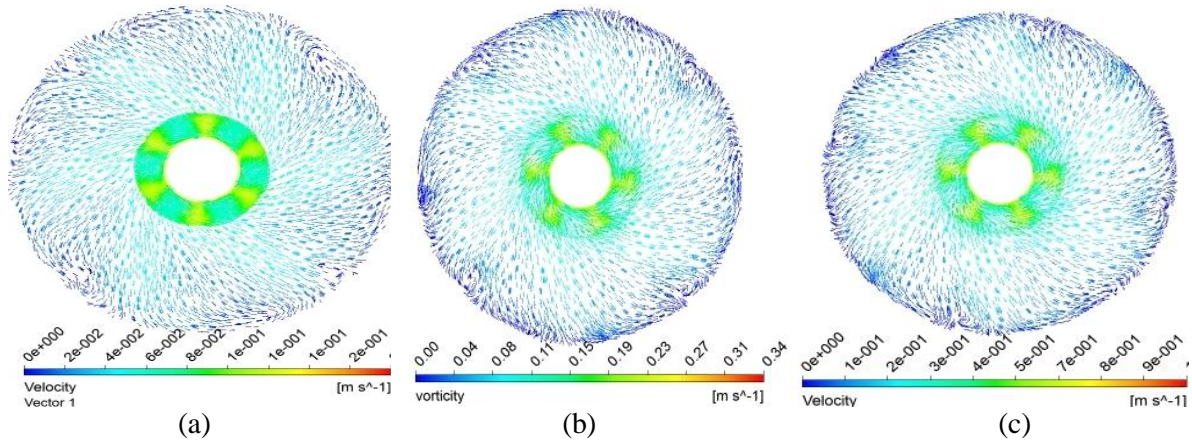 0e+000 2e-002 4e-002 6e-002 8e-002 1e-001 1e-001 1e-001 2e-001
Velocity [m s^-1]
Vector 1
(a)
0.00 0.04 0.08 0.11 0.15 0.19 0.23 0.27 0.31 0.34
vorticity [m s^-1]
(b)
0e+000 1e-001 2e-001 3e-001 4e-001 5e-001 7e-001 8e-001 9e-001
Velocity [m s^-1]
(c)